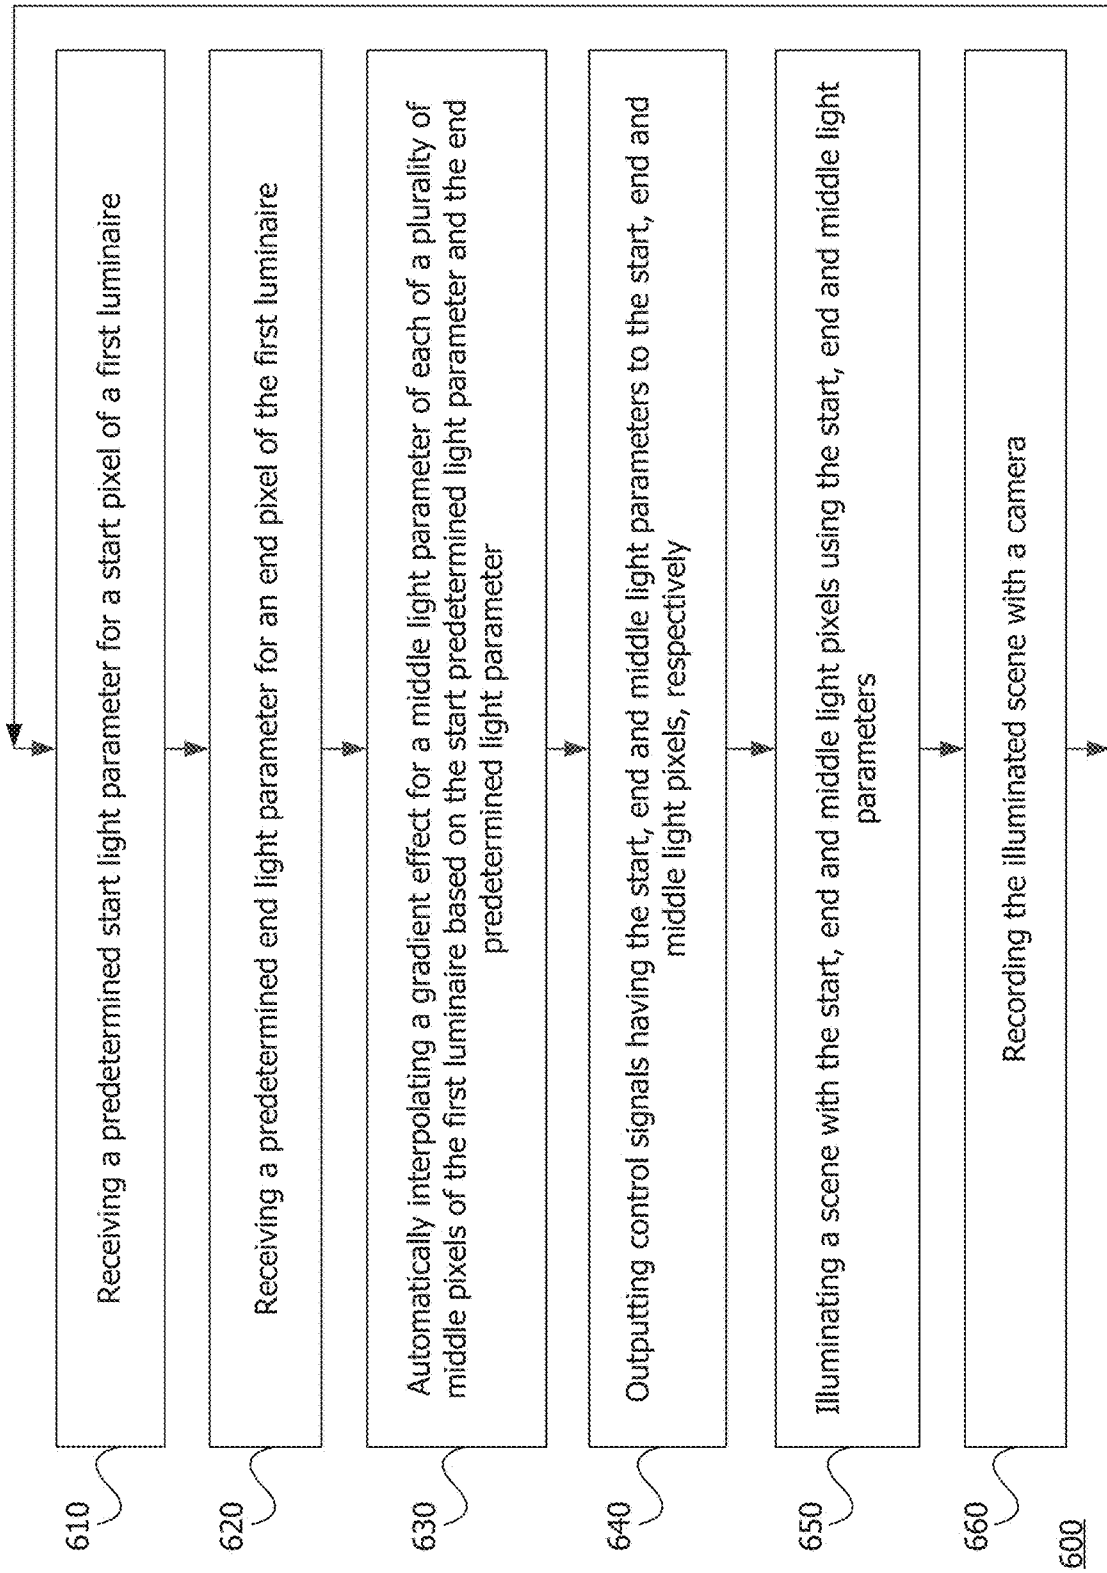 610
Receiving a predetermined start light parameter for a start pixel of a first luminaire
620
Receiving a predetermined end light parameter for an end pixel of the first luminaire
630
Automatically interpolating a gradient effect for a middle light parameter of each of a plurality of
middle pixels of the first luminaire based on the start predetermined light parameter and the end
predetermined light parameter
640
Outputting control signals having the start, end and middle light parameters to the start, end and
middle light pixels, respectively
650
Illuminating a scene with the start, end and middle light pixels using the start, end and middle light
parameters
660
Recording the illuminated scene with a camera
600